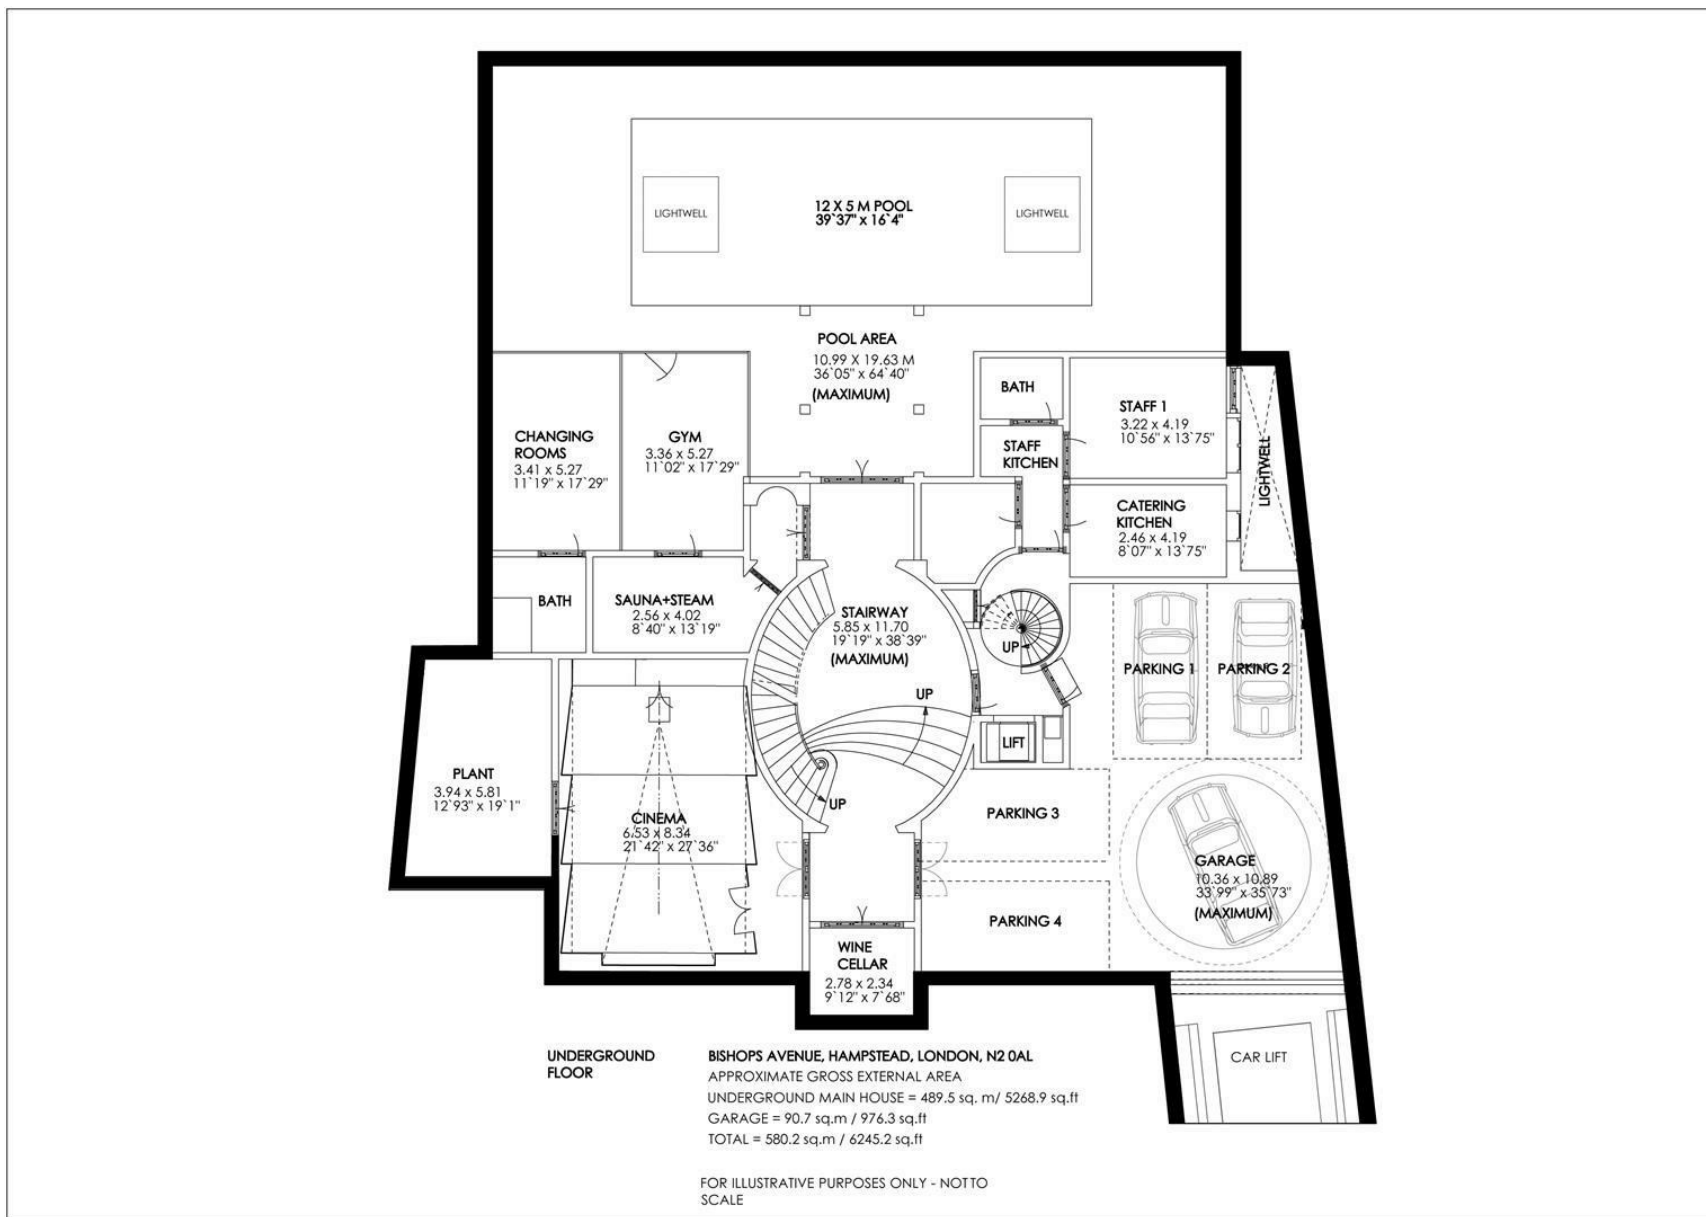 12 X 5 M POOL
39`37" x 16`4"
LIGHTWELL
LIGHTWELL
POOL AREA
10.99 X 19.63 M
36`05" x 64`40"
(MAXIMUM)
BATH
STAFF 1
3.22 x 4.19
10`56" x 13`75"
CHANGING
ROOMS
3.41 x 5.27
11`19" x 17`29"
GYM
3.36 x 5.27
11`02" x 17`29"
STAFF
KITCHEN
LIGHTWELL
CATERING
KITCHEN
2.46 x 4.19
8`07" x 13`75"
BATH
SAUNA+STEAM
2.56 x 4.02
8`40" x 13`19"
STAIRWAY
5.85 x 11.70
19`19" x 38`39"
(MAXIMUM)
UP
PARKING 1
PARKING 2
UP
LIFT
PLANT
3.94 x 5.81
12`93" x 19`1"
UP
CINEMA
6.53 x 8.34
21`42" x 27`36"
PARKING 3
GARAGE
10.36 x 10.89
33`99" x 35`73"
(MAXIMUM)
PARKING 4
WINE
CELLAR
2.78 x 2.34
9`12" x 7`68"
CAR LIFT
UNDERGROUND
FLOOR
BISHOPS AVENUE, HAMPSTEAD, LONDON, N2 0AL
APPROXIMATE GROSS EXTERNAL AREA
UNDERGROUND MAIN HOUSE = 489.5 sq. m/ 5268.9 sq.ft
GARAGE = 90.7 sq.m / 976.3 sq.ft
TOTAL = 580.2 sq.m / 6245.2 sq.ft
FOR ILLUSTRATIVE PURPOSES ONLY - NOT TO
SCALE